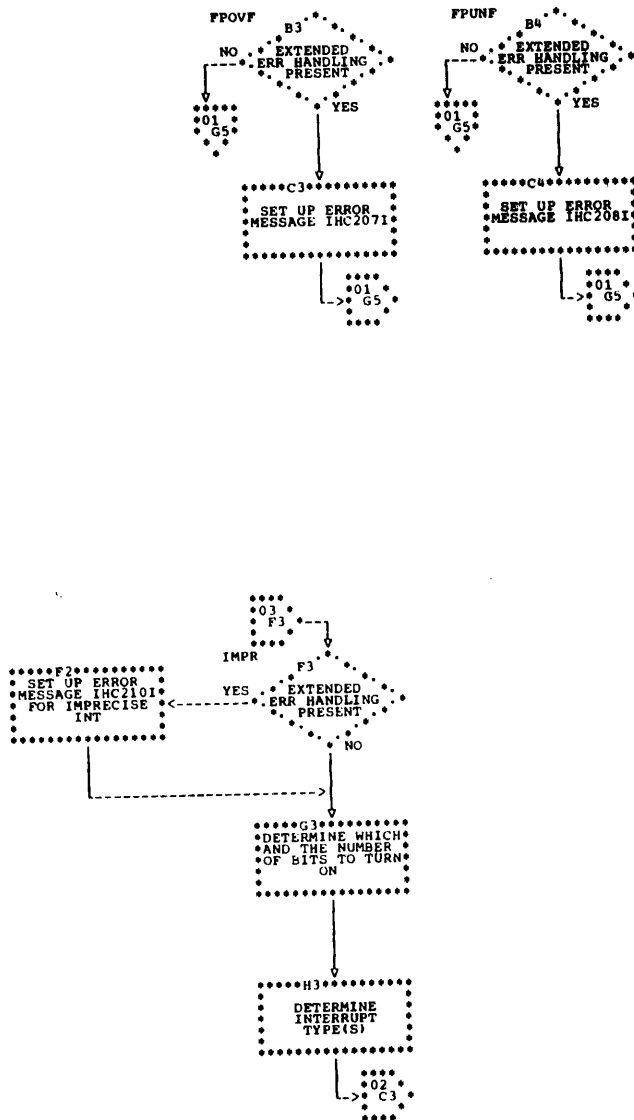 FPOVF
B3
NO
EXTENDED
ERR HANDLING
PRESENT
YES
01
G5
C3
SET UP ERROR
MESSAGE IHC207I
01
G5
FPUNF
B4
NO
EXTENDED
ERR HANDLING
PRESENT
YES
01
G5
C4
SET UP ERROR
MESSAGE IHC208I
01
G5
03
F3
IMPR
F3
YES
EXTENDED
ERR HANDLING
PRESENT
NO
F2
SET UP ERROR
MESSAGE IHC210I
FOR IMPRECISE
INT
G3
DETERMINE WHICH
AND THE NUMBER
OF BITS TO TURN
ON
H3
DETERMINE
INTERRUPT
TYPE(S)
02
C3